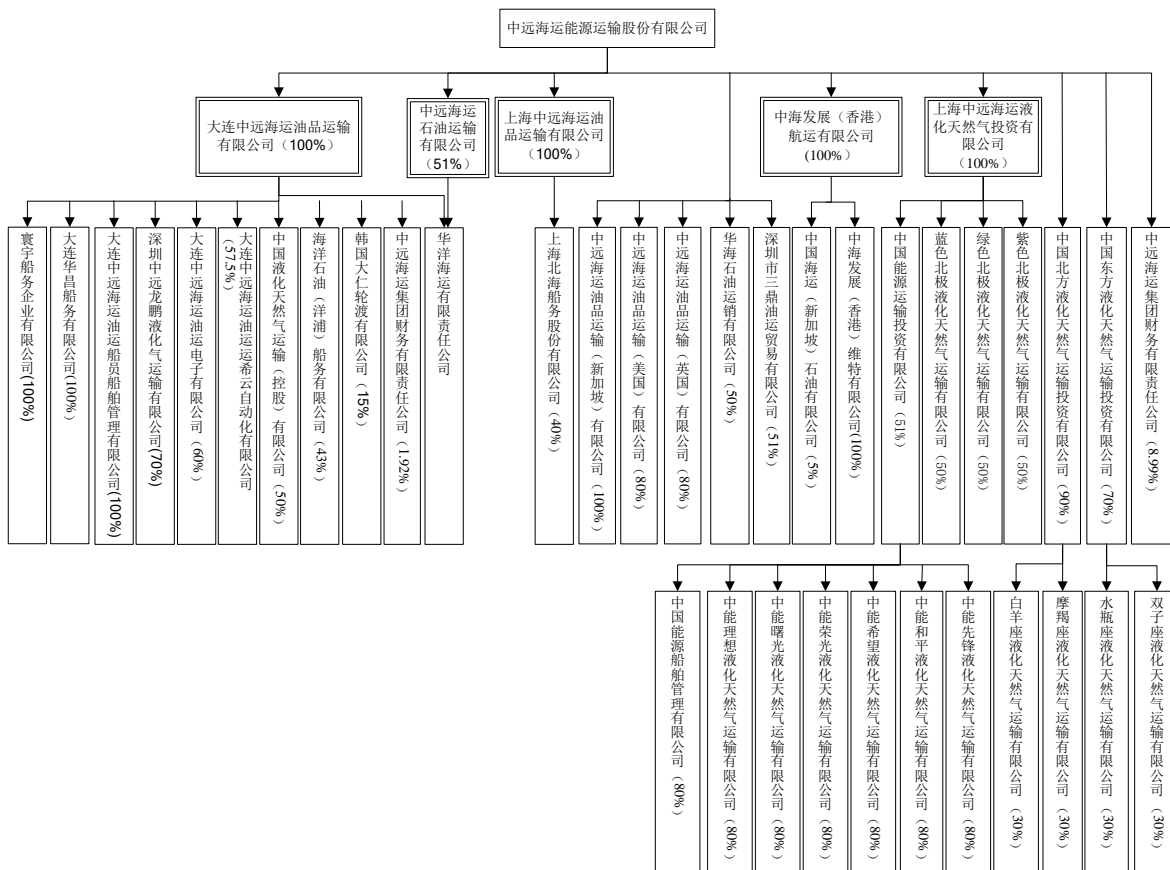 中远海运能源运输股份有限公司
大连中远海运油品运输
有限公司（100%）
中远海运
石油运输
有限公司
（51%）
上海中远海运油
品运输有限公司
（100%）
中海发展（香港）
航运有限公司
(100%）
上海中远海运液
化天然气投资有
限公司
（100%）
寰宇船务企业有限公司(100%)
大连华昌船务有限公司(100%）
大连中远海运油运船员船舶管理有限公司(100%)
深圳中远龙鹏液化气运输有限公司(70%)
大连中远海运油运电子有限公司（60%）
大连中远海运油运运希云自动化有限公司
(57.5%）
中国液化天然气运输（控股）有限公司（50%）
海洋石油（洋浦）船务有限公司（43%）
韩国大仁轮渡有限公司（15%）
中远海运集团财务有限责任公司（1.92%）
华洋海运有限责任公司
上海北海船务股份有限公司（40%）
中远海运油品运输（新加坡）有限公司（100%）
中远海运油品运输（美国）有限公司（80%）
中远海运油品运输（英国）有限公司（80%）
华海石油运销有限公司（50%）
深圳市三鼎油运贸易有限公司（51%）
中国海运（新加坡）石油有限公司（5%）
中海发展（香港）维特有限公司(100%）
中国能源运输投资有限公司（51%）
蓝色北极液化天然气运输有限公司（50%）
绿色北极液化天然气运输有限公司（50%）
紫色北极液化天然气运输有限公司（50%）
中国北方液化天然气运输投资有限公司（90%）
中国东方液化天然气运输投资有限公司（70%）
中远海运集团财务有限责任公司（8.99%）
中国能源船舶管理有限公司（80%）
中能理想液化天然气运输有限公司（80%）
中能曙光液化天然气运输有限公司（80%）
中能荣光液化天然气运输有限公司（80%）
中能希望液化天然气运输有限公司（80%）
中能和平液化天然气运输有限公司（80%）
中能先锋液化天然气运输有限公司（80%）
白羊座液化天然气运输有限公司（30%）
摩羯座液化天然气运输有限公司（30%）
水瓶座液化天然气运输有限公司（30%）
双子座液化天然气运输有限公司（30%）